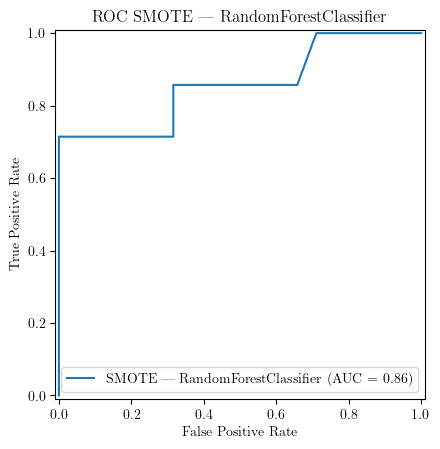 ROC SMOTE — RandomForestClassifier
1.0
0.8
0.6
0.4
0.2
0.0
True Positive Rate
SMOTE — RandomForestClassifier (AUC = 0.86)
0.0 0.2 0.4 0.6 0.8 1.0
False Positive Rate